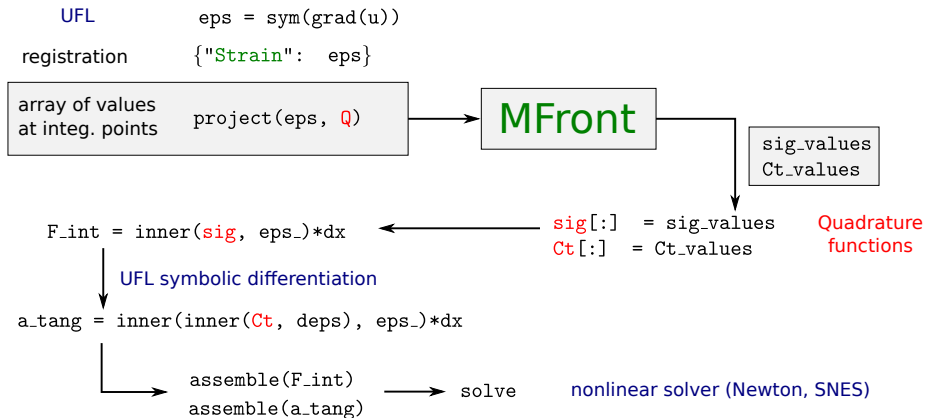 UFL eps = sym(grad(u))
registration {"Strain": eps}
array of values
at integ. points
project(eps, Q)
MFront
sig_values
Ct_values
F_int = inner(sig, eps_)*dx
sig[:] = sig_values
Ct[:] = Ct_values
Quadrature
functions
UFL symbolic differentiation
a_tang = inner(inner(Ct, deps), eps_)*dx
assemble(F_int)
assemble(a_tang)
solve
nonlinear solver (Newton, SNES)